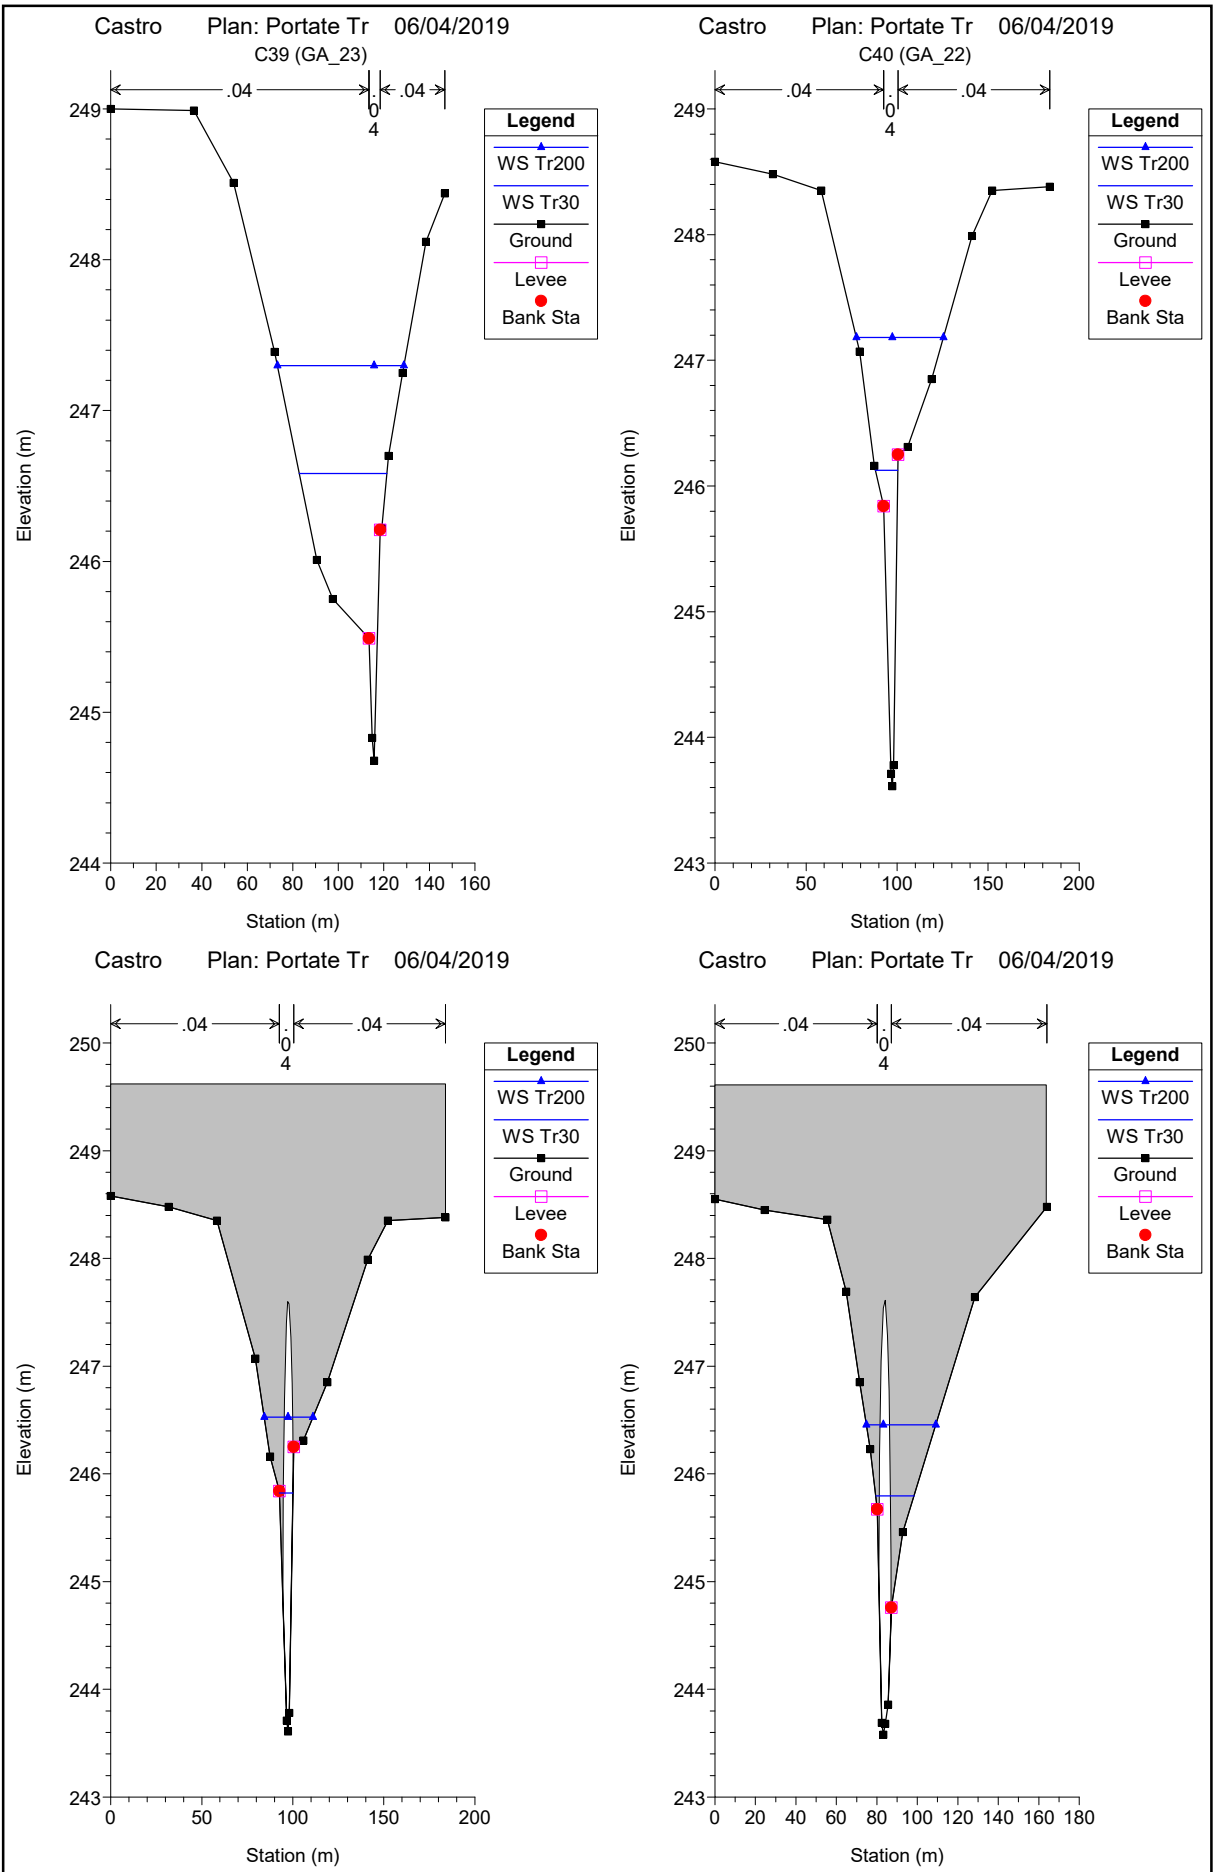 Castro Plan: Portate Tr 06/04/2019
C39 (GA_23)
.04 . .04
0
4
249
248
247
246
245
244
0 20 40 60 80 100 120 140 160
Station (m)
Elevation (m)
Legend
WS Tr200
WS Tr30
Ground
Levee
Bank Sta
Castro Plan: Portate Tr 06/04/2019
C40 (GA_22)
.04 . .04
0
4
249
248
247
246
245
244
243
0 50 100 150 200
Station (m)
Elevation (m)
Legend
WS Tr200
WS Tr30
Ground
Levee
Bank Sta
Castro Plan: Portate Tr 06/04/2019
.04 . .04
0
4
250
249
248
247
246
245
244
243
0 50 100 150 200
Station (m)
Elevation (m)
Legend
WS Tr200
WS Tr30
Ground
Levee
Bank Sta
Castro Plan: Portate Tr 06/04/2019
.04 . .04
0
4
250
249
248
247
246
245
244
243
0 20 40 60 80 100 120 140 160 180
Station (m)
Elevation (m)
Legend
WS Tr200
WS Tr30
Ground
Levee
Bank Sta